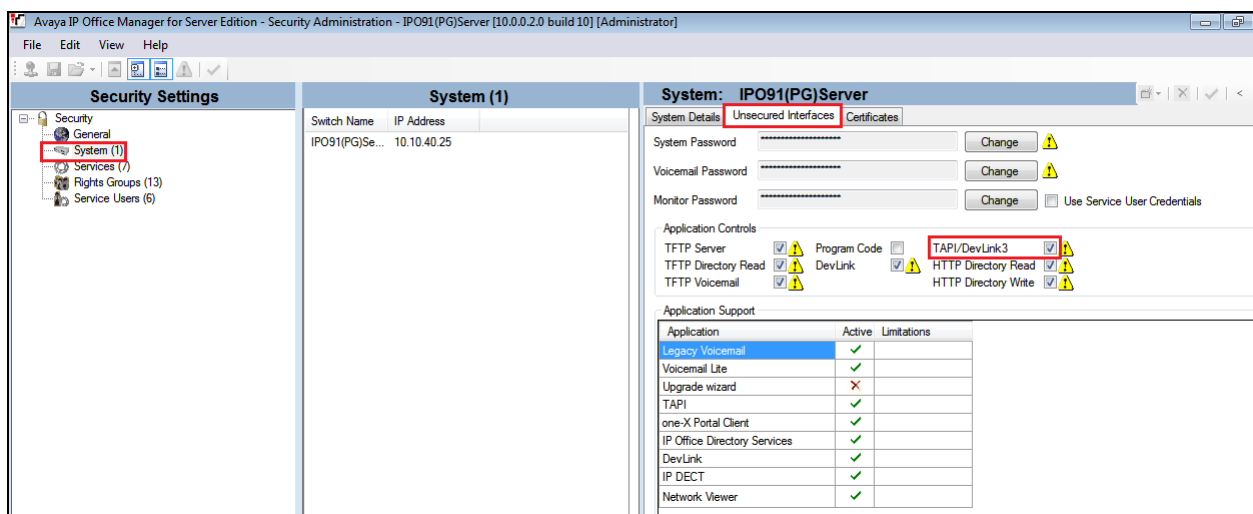 Avaya IP Office Manager for Server Edition - Security Administration - IPO91(PG)Server [10.0.0.2.0 build 10] [Administrator]
File Edit View Help
Security Settings
Security
General
System (1)
Services (7)
Rights Groups (13)
Service Users (6)
System (1)
Switch Name IP Address
IPO91(PG)Se... 10.10.40.25
System: IPO91(PG)Server
System Details Unsecured Interfaces Certificates
System Password ******************** Change
Voicemail Password ******************** Change
Monitor Password ******************** Change Use Service User Credentials
Application Controls
TFTP Server Program Code TAPI/DevLink3
TFTP Directory Read DevLink HTTP Directory Read
TFTP Voicemail HTTP Directory Write
Application Support
Application Active Limitations
Legacy Voicemail
Voicemail Lite
Upgrade wizard
TAPI
one-X Portal Client
IP Office Directory Services
DevLink
IP DECT
Network Viewer